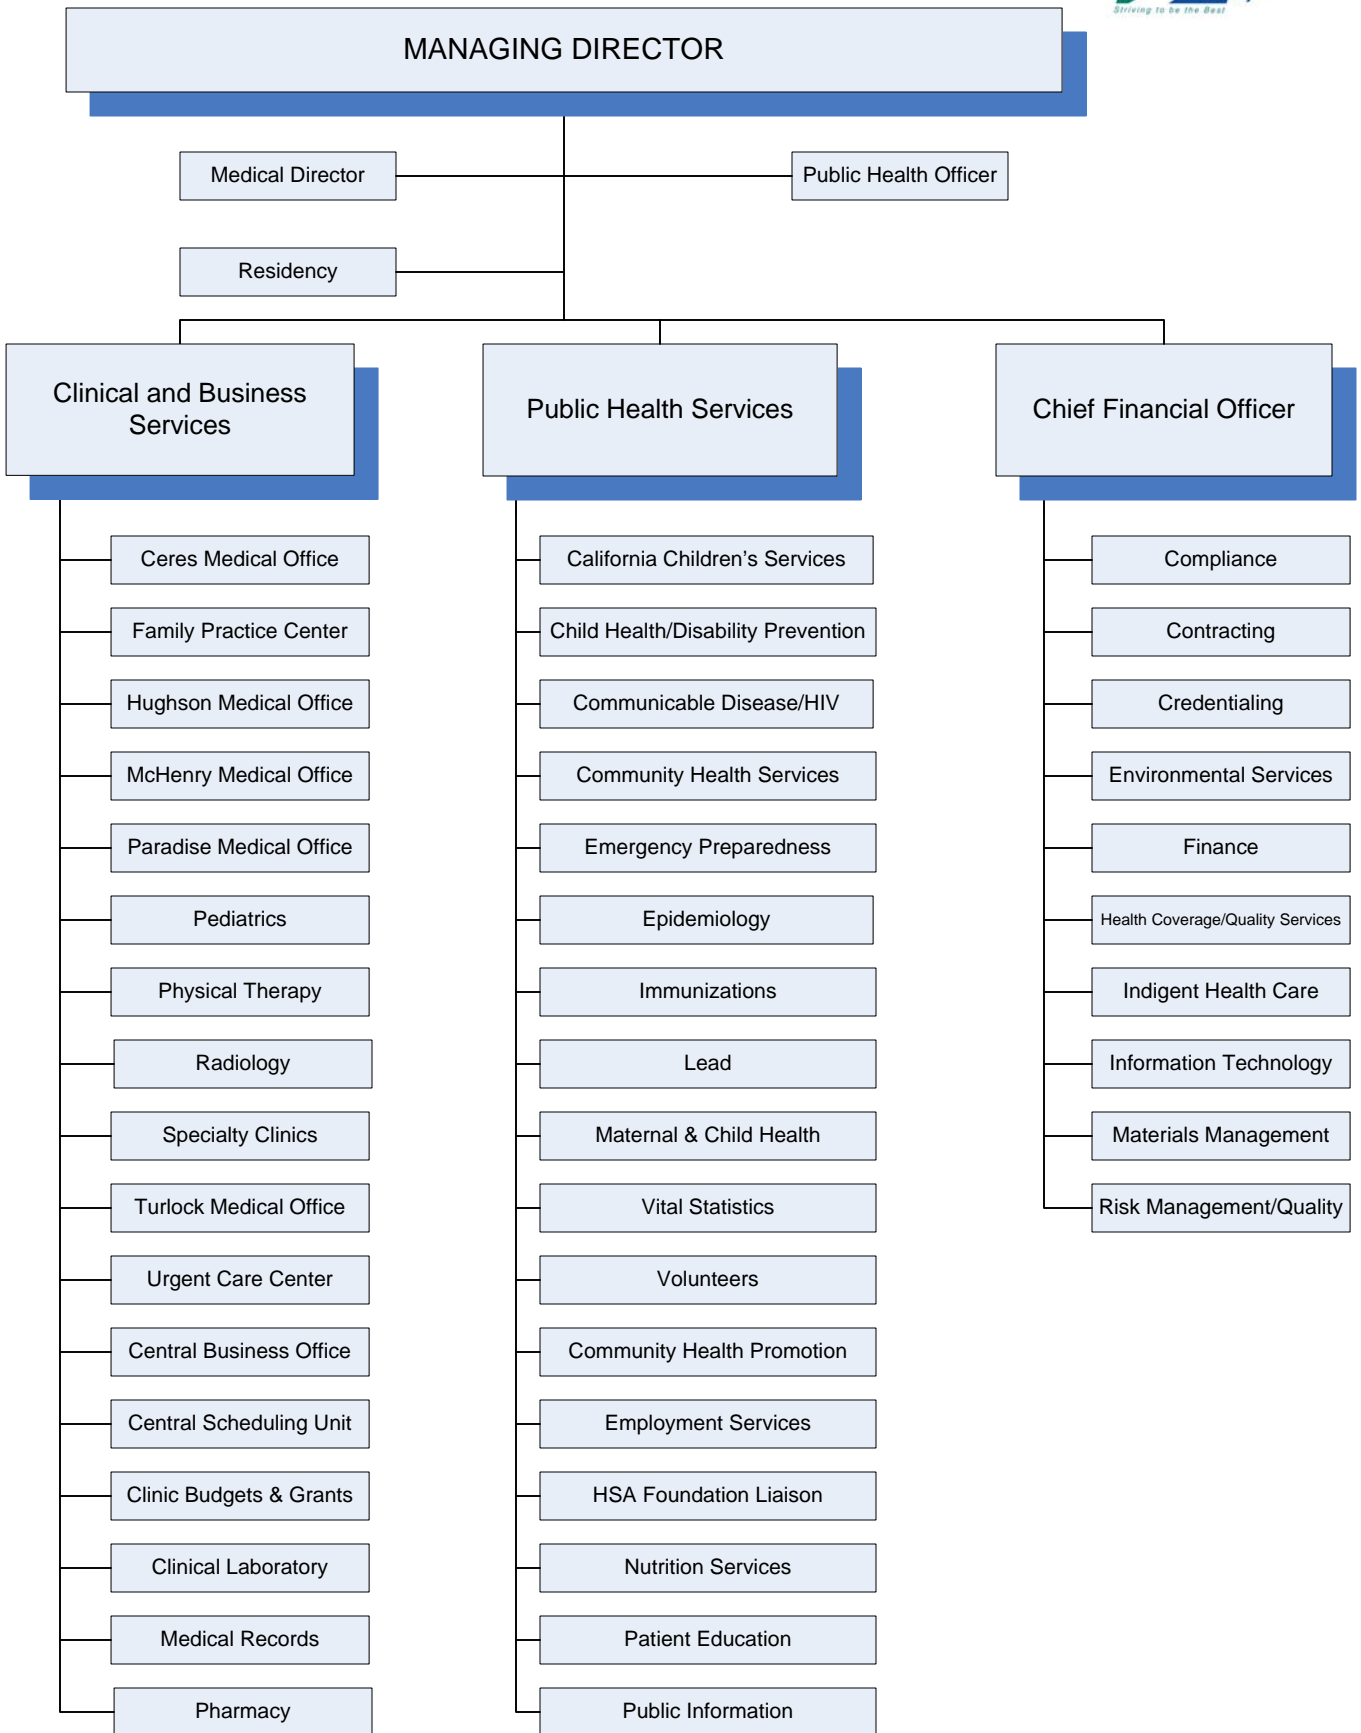 Striving to be the Best
MANAGING DIRECTOR
Medical Director
Public Health Officer
Residency
Clinical and Business
Services
Public Health Services
Chief Financial Officer
Ceres Medical Office
Family Practice Center
Hughson Medical Office
McHenry Medical Office
Paradise Medical Office
Pediatrics
Physical Therapy
Radiology
Specialty Clinics
Turlock Medical Office
Urgent Care Center
Central Business Office
Central Scheduling Unit
Clinic Budgets & Grants
Clinical Laboratory
Medical Records
Pharmacy
California Children’s Services
Child Health/Disability Prevention
Communicable Disease/HIV
Community Health Services
Emergency Preparedness
Epidemiology
Immunizations
Lead
Maternal & Child Health
Vital Statistics
Volunteers
Community Health Promotion
Employment Services
HSA Foundation Liaison
Nutrition Services
Patient Education
Public Information
Compliance
Contracting
Credentialing
Environmental Services
Finance
Health Coverage/Quality Services
Indigent Health Care
Information Technology
Materials Management
Risk Management/Quality